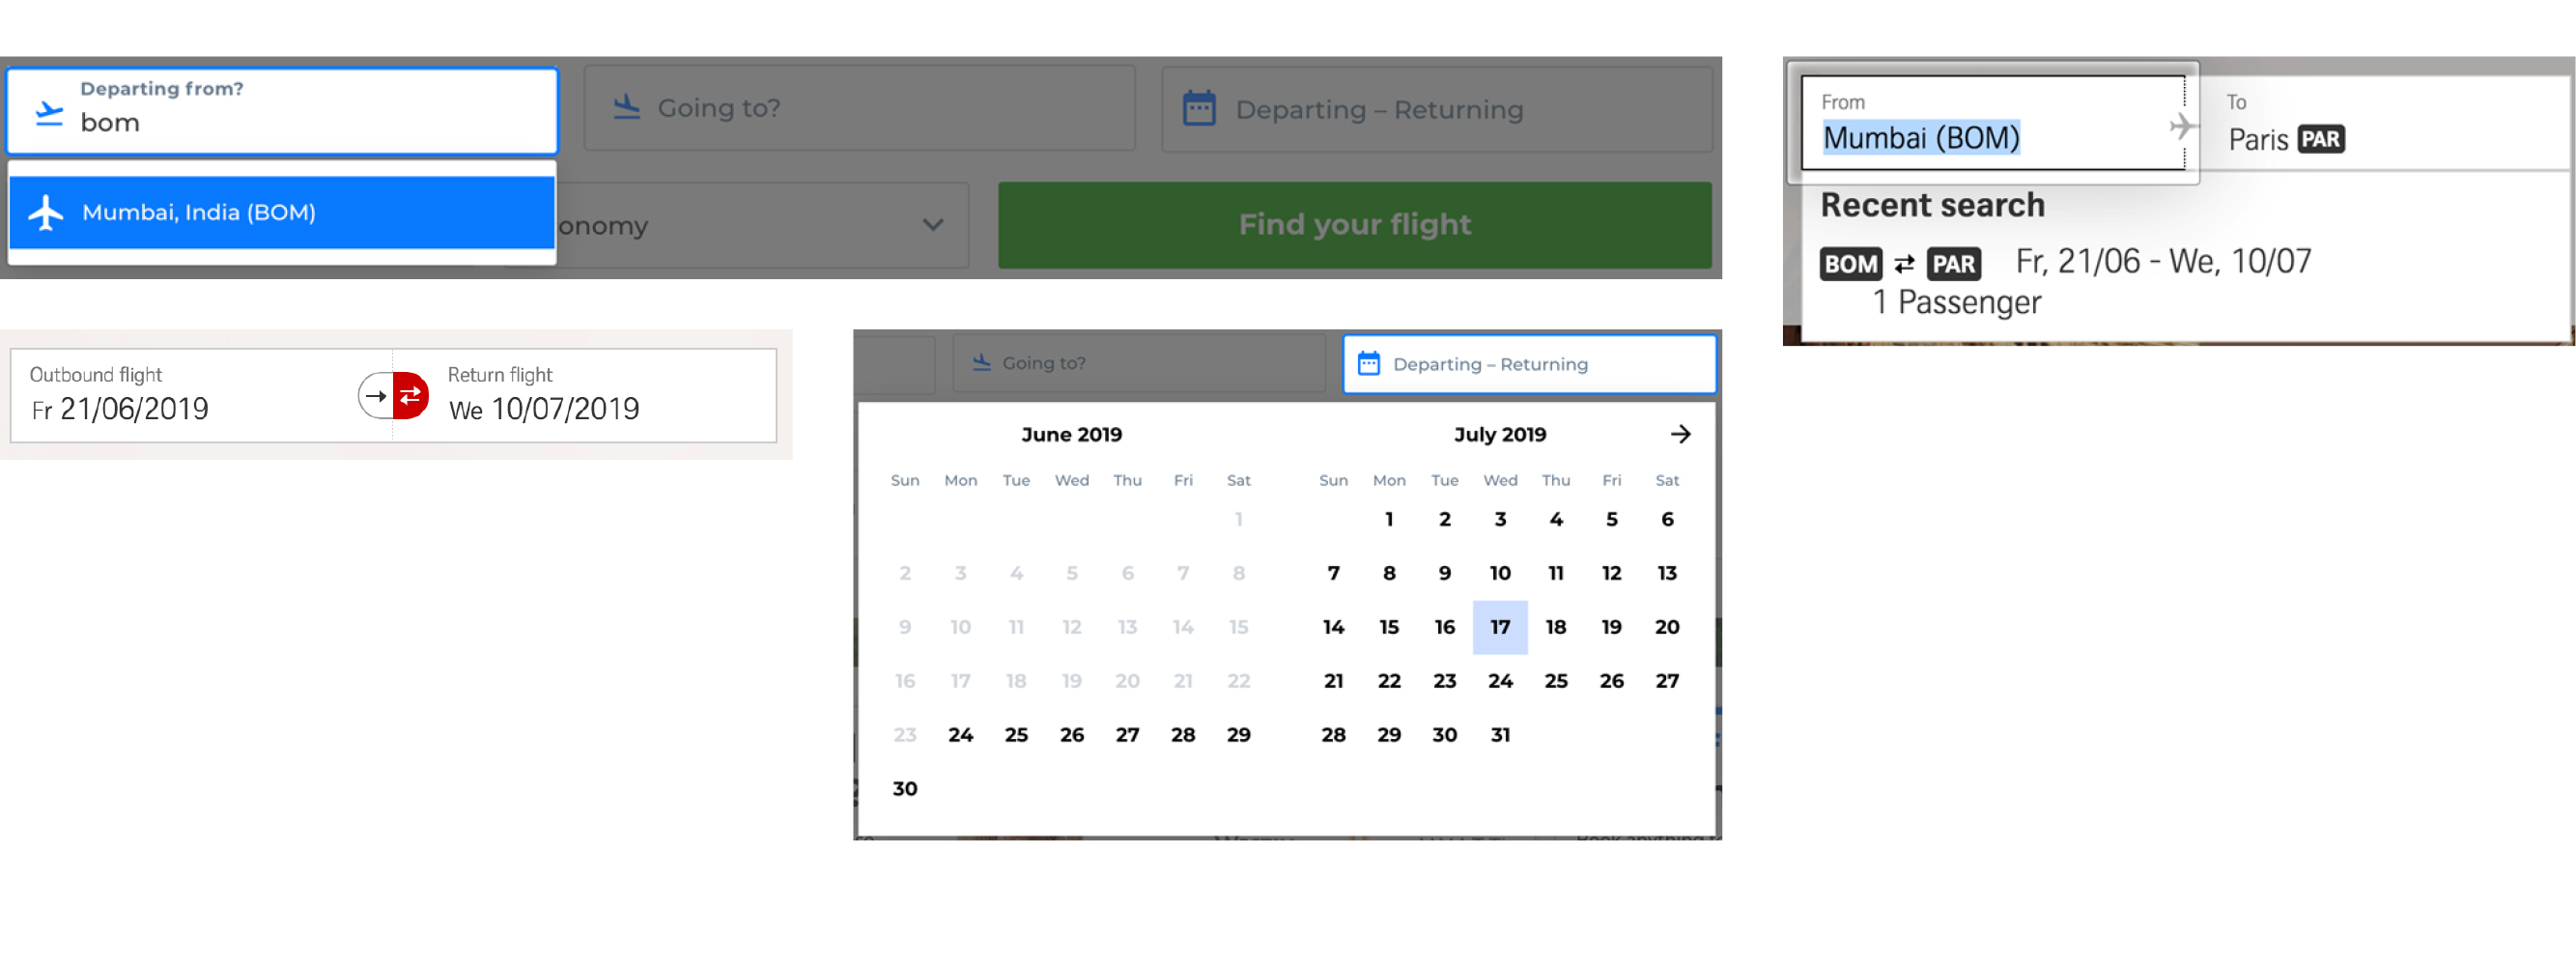 Departing from?
bom
Going to?
Departing – Returning
Mumbai, India (BOM)
onomy
Find your flight
From
Mumbai (BOM)
To
Paris PAR
Recent search
BOM ⇄ PAR Fr, 21/06 - We, 10/07
1 Passenger
Outbound flight
Fr 21/06/2019
Return flight
We 10/07/2019
Going to?
Departing – Returning
June 2019
Sun Mon Tue Wed Thu Fri Sat
1
2 3 4 5 6 7 8
9 10 11 12 13 14 15
16 17 18 19 20 21 22
23 24 25 26 27 28 29
30
July 2019
Sun Mon Tue Wed Thu Fri Sat
1 2 3 4 5 6
7 8 9 10 11 12 13
14 15 16 17 18 19 20
21 22 23 24 25 26 27
28 29 30 31